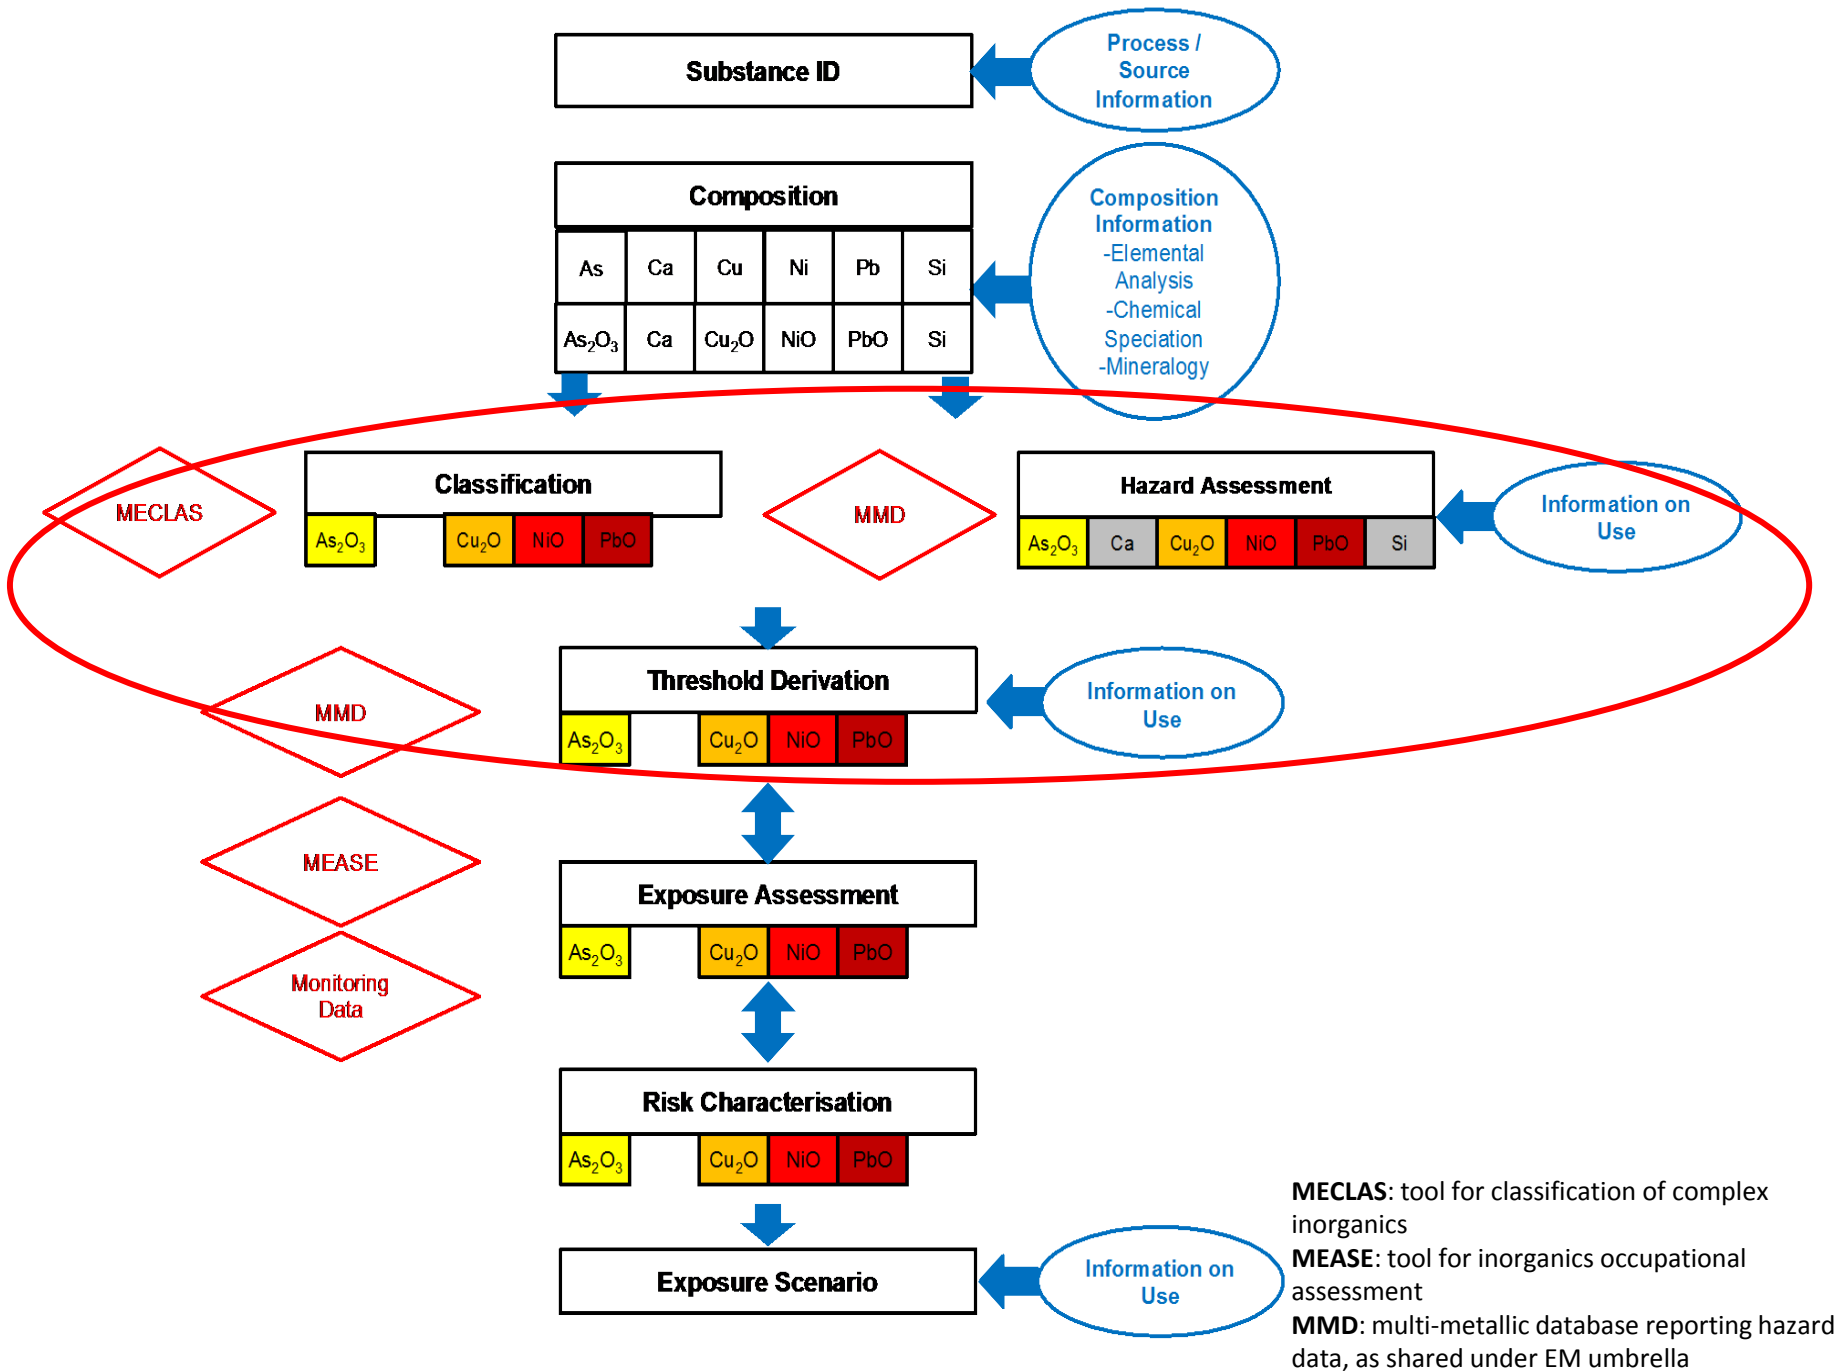 Substance ID
Process /
Source
Information
Composition
As Ca Cu Ni Pb Si
As₂O₃ Ca Cu₂O NiO PbO Si
Composition
Information
-Elemental
Analysis
-Chemical
Speciation
-Mineralogy
MECLAS
Classification
As₂O₃ Cu₂O NiO PbO
MMD
Hazard Assessment
As₂O₃ Ca Cu₂O NiO PbO Si
Information on
Use
MMD
Threshold Derivation
As₂O₃ Cu₂O NiO PbO
Information on
Use
MEASE
Exposure Assessment
As₂O₃ Cu₂O NiO PbO
Monitoring
Data
Risk Characterisation
As₂O₃ Cu₂O NiO PbO
Exposure Scenario
Information on
Use
MECLAS: tool for classification of complex
inorganics
MEASE: tool for inorganics occupational
assessment
MMD: multi-metallic database reporting hazard
data, as shared under EM umbrella